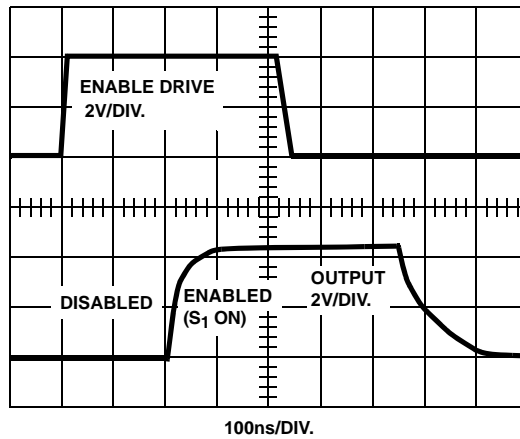 ENABLE DRIVE
2V/DIV.
DISABLED
ENABLED
(S1 ON)
OUTPUT
2V/DIV.
100ns/DIV.